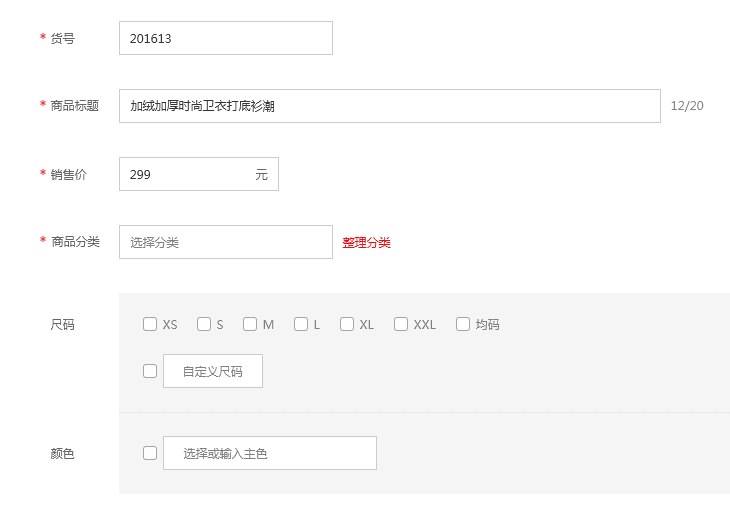 * 货号 201613
* 商品标题 加绒加厚时尚卫衣打底衫潮 12/20
* 销售价 299 元
* 商品分类 选择分类 整理分类
尺码 XS S M L XL XXL 均码
自定义尺码
颜色 选择或输入主色